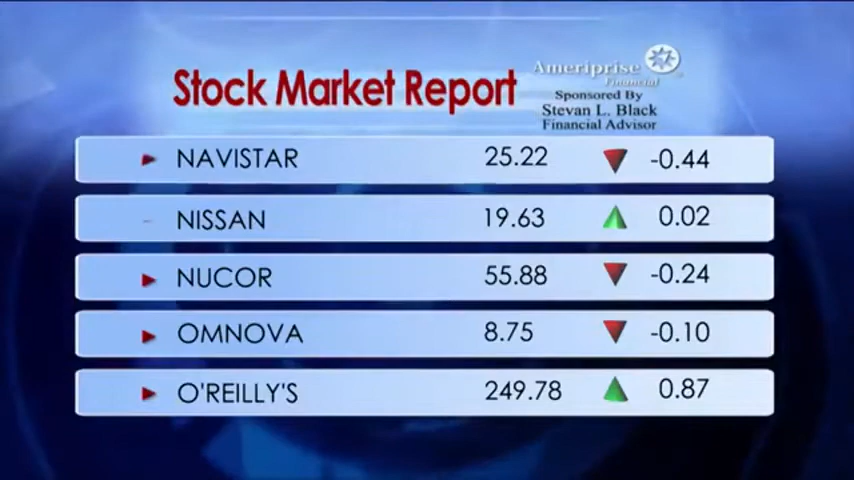 Ameriprise
Financial
Stock Market Report
Sponsored By
Stevan L. Black
Financial Advisor
NAVISTAR 25.22 -0.44
NISSAN 19.63 0.02
NUCOR 55.88 -0.24
OMNOVA 8.75 -0.10
O'REILLY'S 249.78 0.87